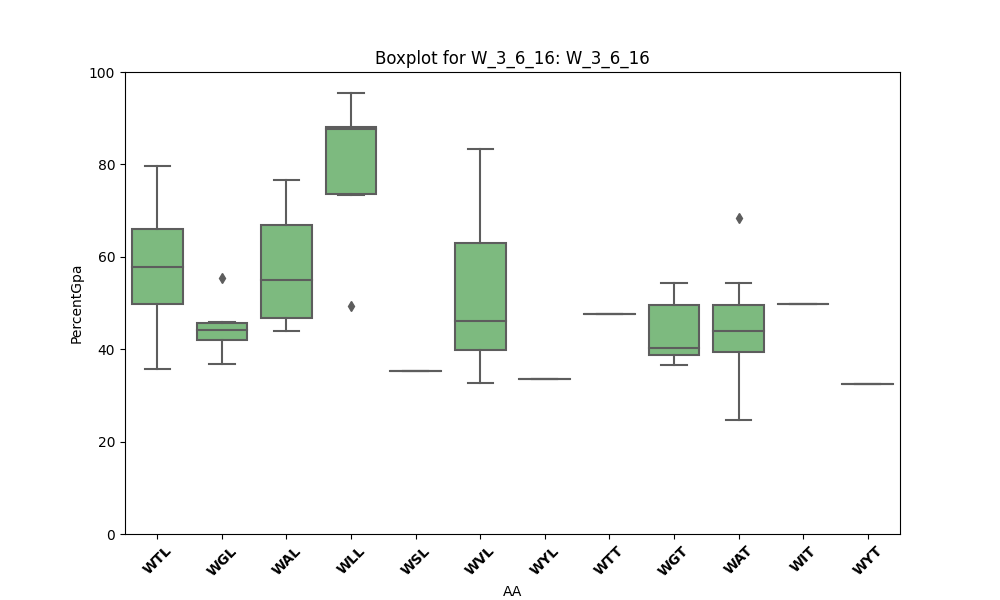 Boxplot for W_3_6_16: W_3_6_16
100
80
60
40
20
0
PercentGpa
WTL WGL WAL WLL WSL WVL WYL WTT WGT WAT WIT WYT
AA